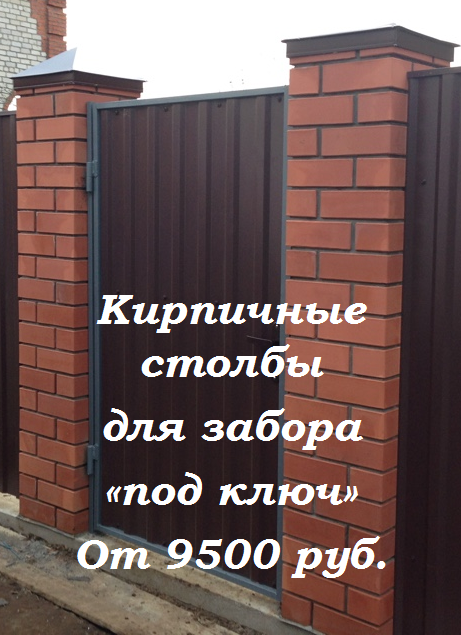 Кирпичные
столбы
для забора
«под ключ»
От 9500 руб.